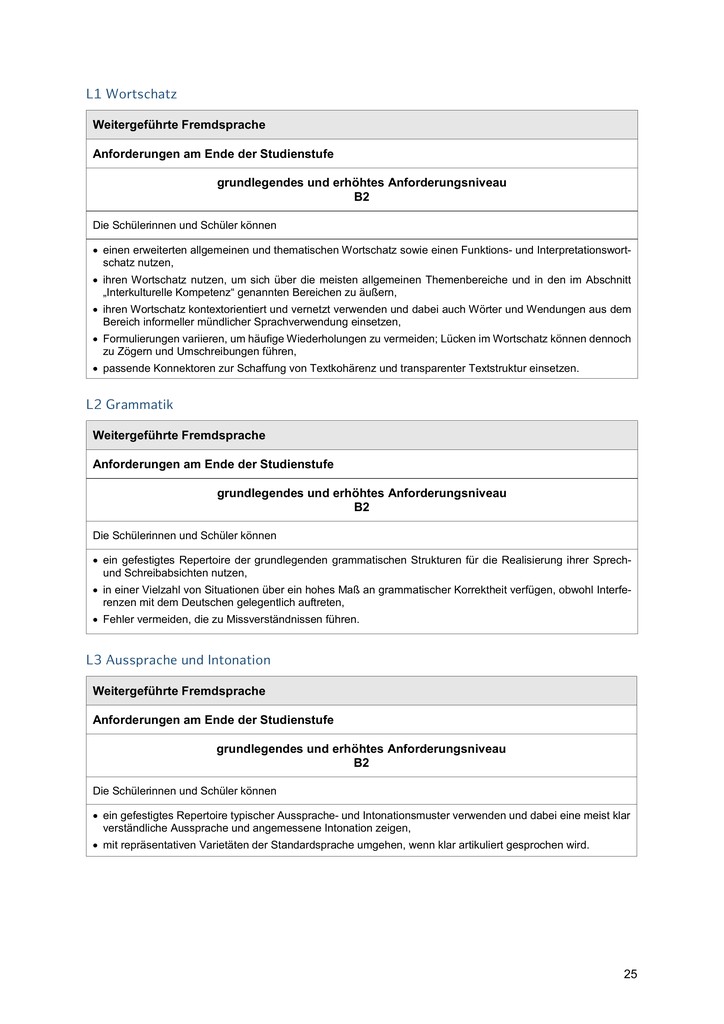 L1 Wortschatz
Weitergeführte Fremdsprache
Anforderungen am Ende der Studienstufe
grundlegendes und erhöhtes Anforderungsniveau
B2
Die Schülerinnen und Schüler können
• einen erweiterten allgemeinen und thematischen Wortschatz sowie einen Funktions- und Interpretationswort-
schatz nutzen,
• ihren Wortschatz nutzen, um sich über die meisten allgemeinen Themenbereiche und in den im Abschnitt
„Interkulturelle Kompetenz“ genannten Bereichen zu äußern,
• ihren Wortschatz kontextorientiert und vernetzt verwenden und dabei auch Wörter und Wendungen aus dem
Bereich informeller mündlicher Sprachverwendung einsetzen,
• Formulierungen variieren, um häufige Wiederholungen zu vermeiden; Lücken im Wortschatz können dennoch
zu Zögern und Umschreibungen führen,
• passende Konnektoren zur Schaffung von Textkohärenz und transparenter Textstruktur einsetzen.
L2 Grammatik
Weitergeführte Fremdsprache
Anforderungen am Ende der Studienstufe
grundlegendes und erhöhtes Anforderungsniveau
B2
Die Schülerinnen und Schüler können
• ein gefestigtes Repertoire der grundlegenden grammatischen Strukturen für die Realisierung ihrer Sprech-
und Schreibabsichten nutzen,
• in einer Vielzahl von Situationen über ein hohes Maß an grammatischer Korrektheit verfügen, obwohl Interfe-
renzen mit dem Deutschen gelegentlich auftreten,
• Fehler vermeiden, die zu Missverständnissen führen.
L3 Aussprache und Intonation
Weitergeführte Fremdsprache
Anforderungen am Ende der Studienstufe
grundlegendes und erhöhtes Anforderungsniveau
B2
Die Schülerinnen und Schüler können
• ein gefestigtes Repertoire typischer Aussprache- und Intonationsmuster verwenden und dabei eine meist klar
verständliche Aussprache und angemessene Intonation zeigen,
• mit repräsentativen Varietäten der Standardsprache umgehen, wenn klar artikuliert gesprochen wird.
25